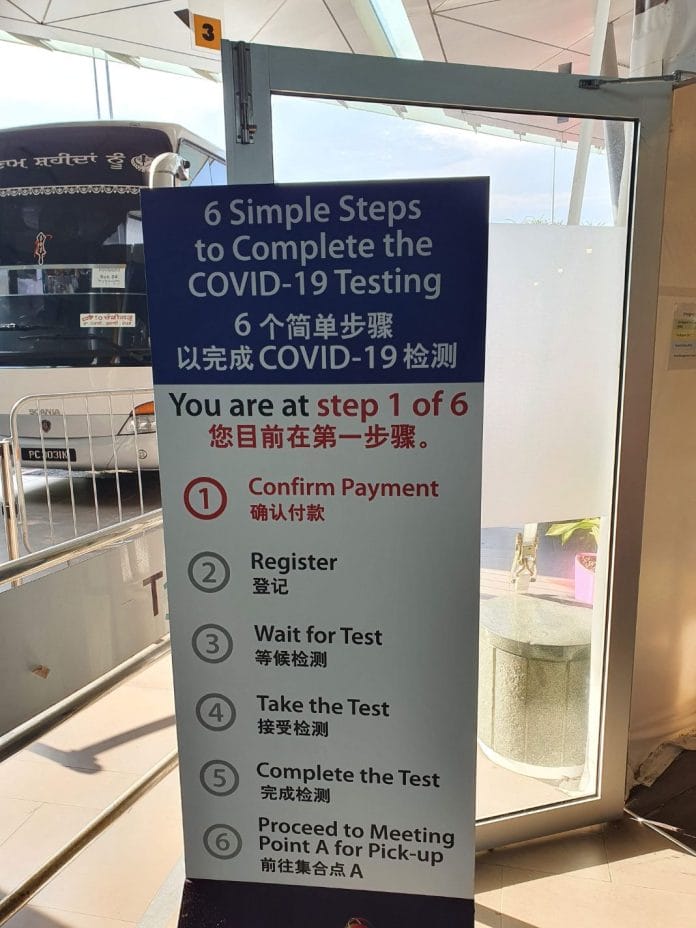 3
6 Simple Steps
to Complete the
COVID-19 Testing
6 个简单步骤
以完成 COVID-19 检测
You are at step 1 of 6
您目前在第一步骤。
1 Confirm Payment
确认付款
2 Register
登记
3 Wait for Test
等候检测
4 Take the Test
接受检测
5 Complete the Test
完成检测
6 Proceed to Meeting
Point A for Pick-up
前往集合点 A
ਸ਼ਹੀਦਾਂ ਨੂੰ
SCANIA